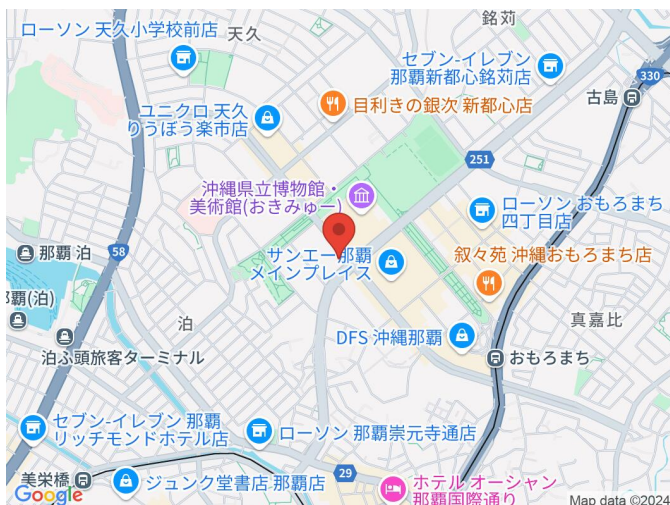 銘苅
ローソン 天久小学校前店
天久
セブン-イレブン
那覇新都心銘苅店
330
古島
ユニクロ 天久
りうぼう楽市店
目利きの銀次 新都心店
251
沖縄県立博物館・
美術館(おきみゅー)
ローソン おもろまち
四丁目店
那覇 泊
58
サンエー那覇
メインプレイス
叙々苑 沖縄おもろまち店
那覇(泊)
泊
真嘉比
DFS 沖縄那覇
泊ふ頭旅客ターミナル
おもろまち
セブン-イレブン 那覇
リッチモンドホテル店
ローソン 那覇崇元寺通店
29
美栄橋
ジュンク堂書店 那覇店
ホテル オーシャン
那覇国際通り
Google
Map data ©2024